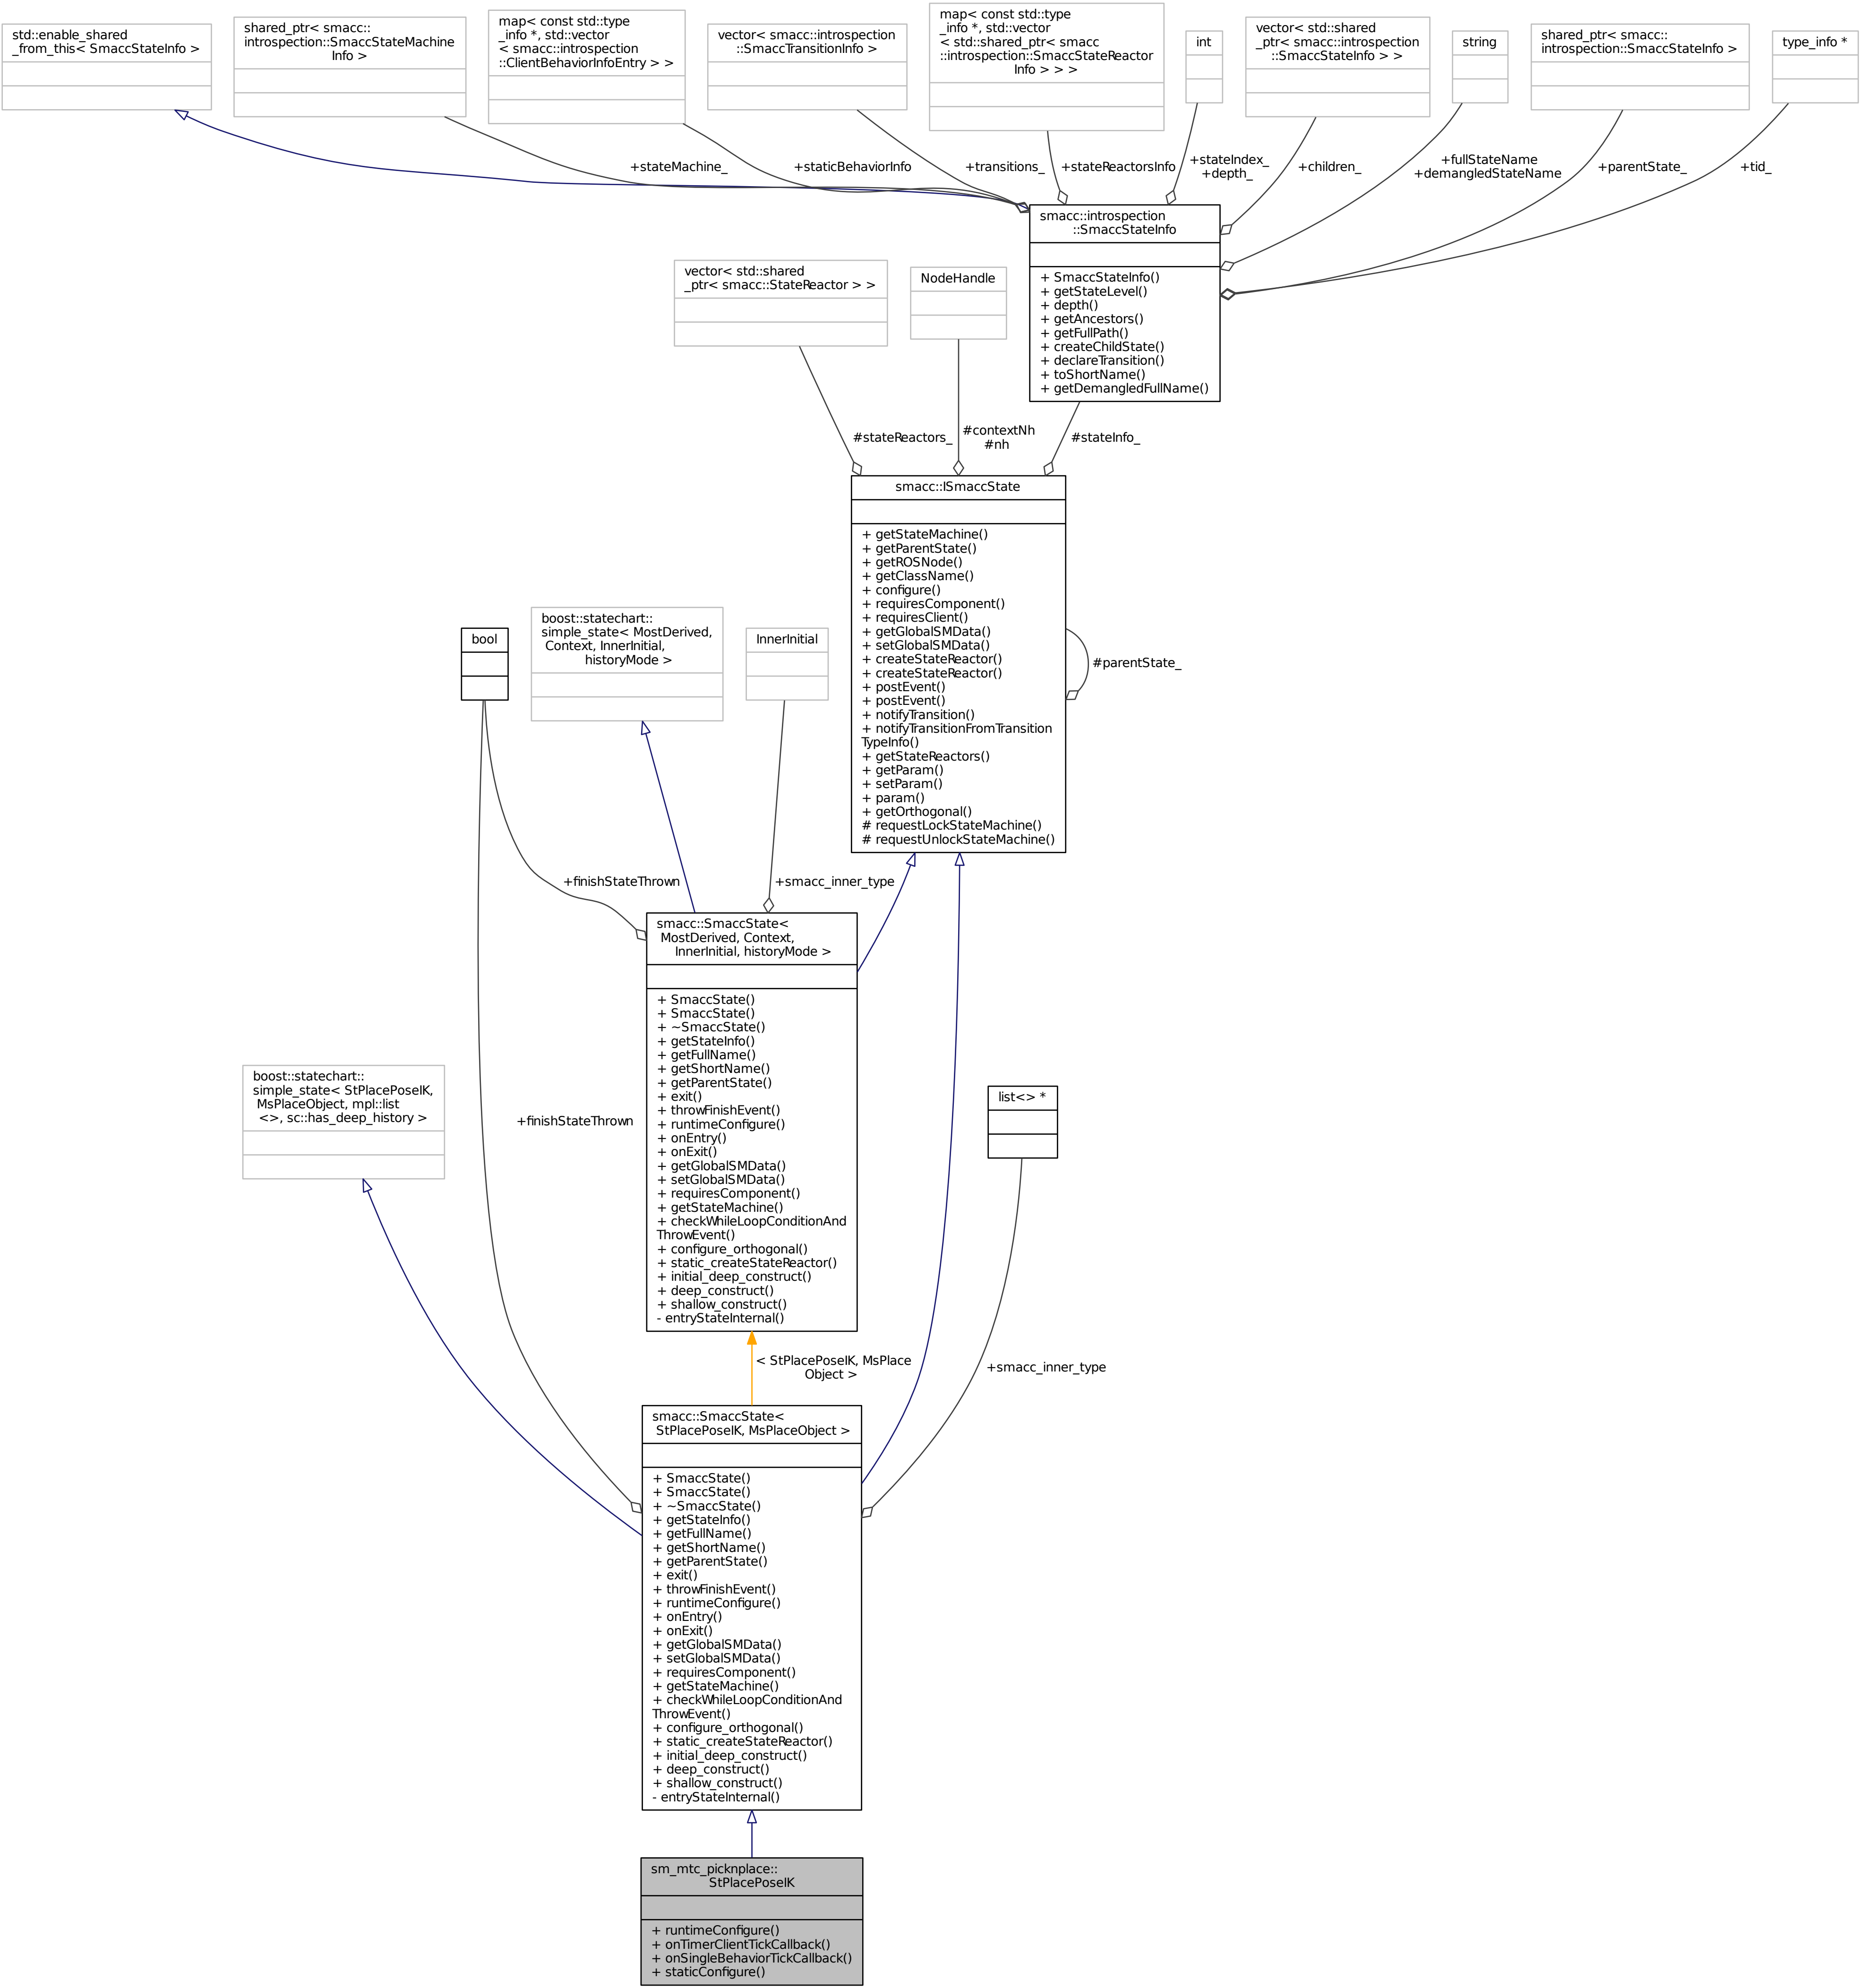 std::enable_shared
_from_this< SmaccStateInfo >
shared_ptr< smacc::
introspection::SmaccStateMachine
Info >
map< const std::type
_info *, std::vector
< smacc::introspection
::ClientBehaviorInfoEntry > >
vector< smacc::introspection
::SmaccTransitionInfo >
map< const std::type
_info *, std::vector
< std::shared_ptr< smacc
::introspection::SmaccStateReactor
Info > > >
int
vector< std::shared
_ptr< smacc::introspection
::SmaccStateInfo > >
string
shared_ptr< smacc::
introspection::SmaccStateInfo >
type_info *
+stateMachine_
+staticBehaviorInfo
+transitions_
+stateReactorsInfo
+stateIndex_
+depth_
+children_
+fullStateName
+demangledStateName
+parentState_
+tid_
smacc::introspection
::SmaccStateInfo
+ SmaccStateInfo()
+ getStateLevel()
+ depth()
+ getAncestors()
+ getFullPath()
+ createChildState()
+ declareTransition()
+ toShortName()
+ getDemangledFullName()
vector< std::shared
_ptr< smacc::StateReactor > >
NodeHandle
#stateReactors_
#contextNh
#nh
#stateInfo_
smacc::ISmaccState
+ getStateMachine()
+ getParentState()
+ getROSNode()
+ getClassName()
+ configure()
+ requiresComponent()
+ requiresClient()
+ getGlobalSMData()
+ setGlobalSMData()
+ createStateReactor()
+ createStateReactor()
+ postEvent()
+ postEvent()
+ notifyTransition()
+ notifyTransitionFromTransition
TypeInfo()
+ getStateReactors()
+ getParam()
+ setParam()
+ param()
+ getOrthogonal()
# requestLockStateMachine()
# requestUnlockStateMachine()
#parentState_
bool
boost::statechart::
simple_state< MostDerived,
Context, InnerInitial,
historyMode >
InnerInitial
+finishStateThrown
+smacc_inner_type
smacc::SmaccState<
MostDerived, Context,
InnerInitial, historyMode >
+ SmaccState()
+ SmaccState()
+ ~SmaccState()
+ getStateInfo()
+ getFullName()
+ getShortName()
+ getParentState()
+ exit()
+ throwFinishEvent()
+ runtimeConfigure()
+ onEntry()
+ onExit()
+ getGlobalSMData()
+ setGlobalSMData()
+ requiresComponent()
+ getStateMachine()
+ checkWhileLoopConditionAnd
ThrowEvent()
+ configure_orthogonal()
+ static_createStateReactor()
+ initial_deep_construct()
+ deep_construct()
+ shallow_construct()
- entryStateInternal()
boost::statechart::
simple_state< StPlacePoseIK,
MsPlaceObject, mpl::list
<>, sc::has_deep_history >
+finishStateThrown
list<> *
< StPlacePoseIK, MsPlace
Object >
+smacc_inner_type
smacc::SmaccState<
StPlacePoseIK, MsPlaceObject >
+ SmaccState()
+ SmaccState()
+ ~SmaccState()
+ getStateInfo()
+ getFullName()
+ getShortName()
+ getParentState()
+ exit()
+ throwFinishEvent()
+ runtimeConfigure()
+ onEntry()
+ onExit()
+ getGlobalSMData()
+ setGlobalSMData()
+ requiresComponent()
+ getStateMachine()
+ checkWhileLoopConditionAnd
ThrowEvent()
+ configure_orthogonal()
+ static_createStateReactor()
+ initial_deep_construct()
+ deep_construct()
+ shallow_construct()
- entryStateInternal()
sm_mtc_picknplace::
StPlacePoseIK
+ runtimeConfigure()
+ onTimerClientTickCallback()
+ onSingleBehaviorTickCallback()
+ staticConfigure()